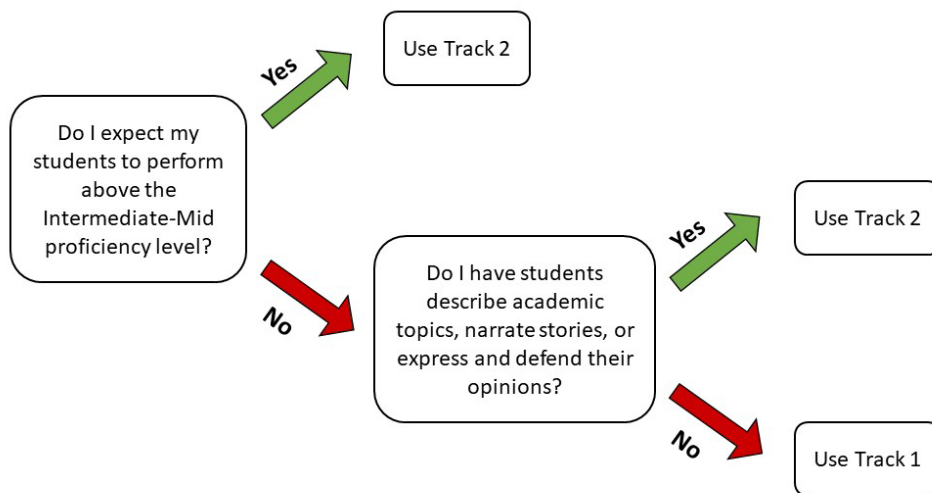 Use Track 2
Yes
Do I expect my
students to perform
above the
Intermediate-Mid
proficiency level?
No
Do I have students
describe academic
topics, narrate stories, or
express and defend their
opinions?
Yes
Use Track 2
No
Use Track 1